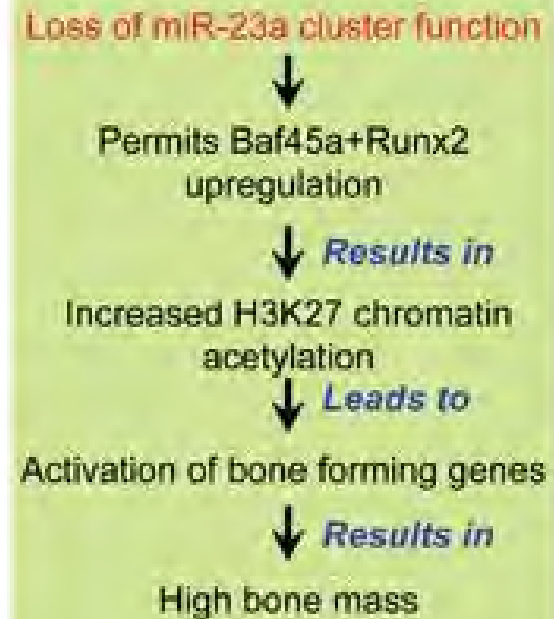 Loss of miR-23a cluster function
Permits Baf45a+Runx2
upregulation
Results in
Increased H3K27 chromatin
acetylation
Leads to
Activation of bone forming genes
Results in
High bone mass